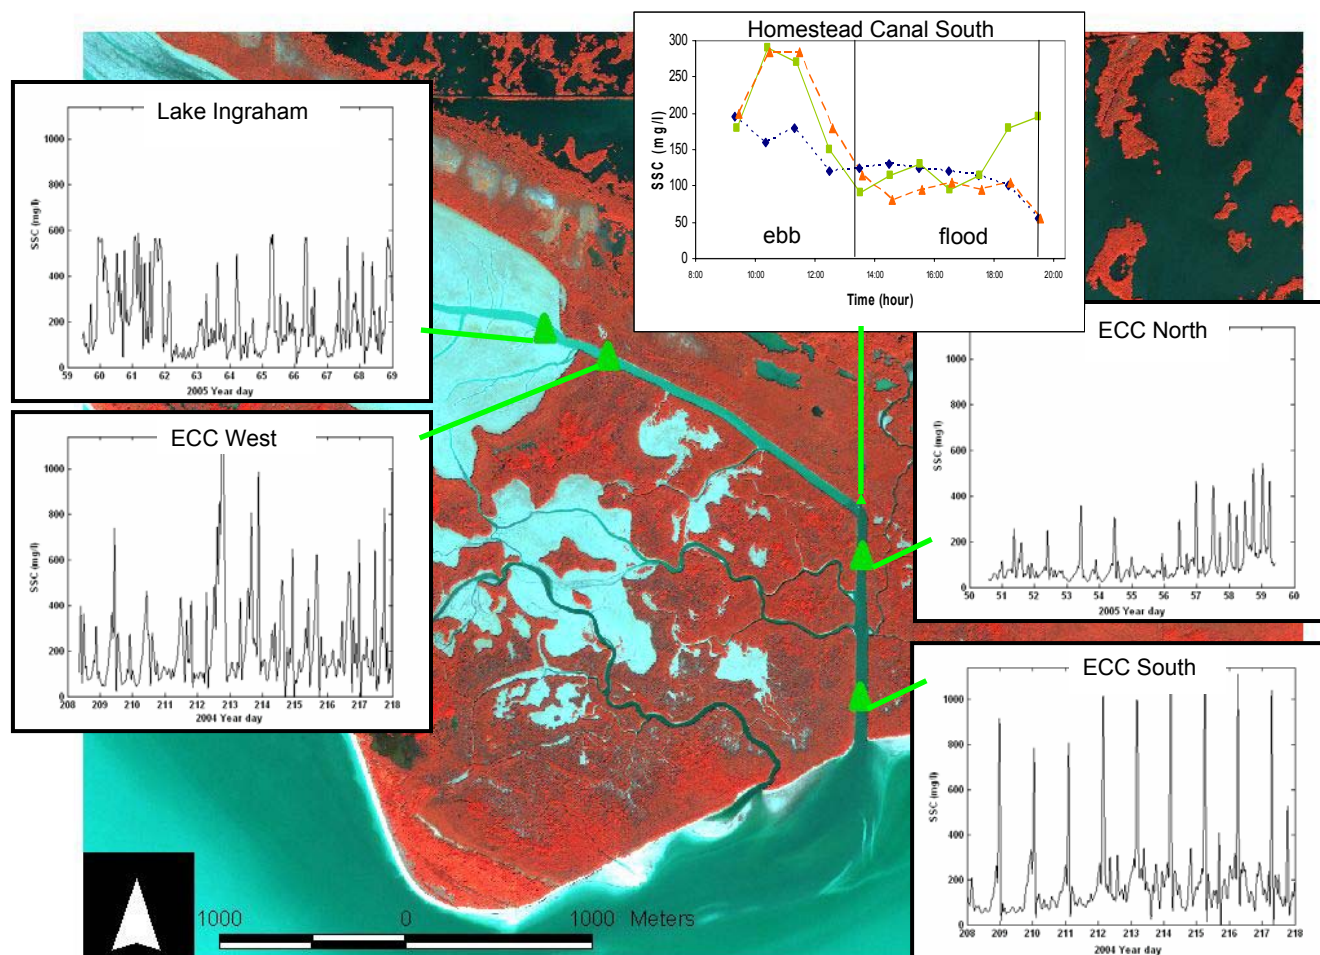 Homestead Canal South
300
250
200
150
100
50
0
SSC (mg/l)
ebb
flood
8:00 10:00 12:00 14:00 16:00 18:00 20:00
Time (hour)
Lake Ingraham
1000
800
600
400
200
0
SSC (mg/l)
59 60 61 62 63 64 65 66 67 68 69
2005 Year day
ECC West
1000
800
600
400
200
0
SSC (mg/l)
208 209 210 211 212 213 214 215 216 217 218
2004 Year day
ECC North
1000
800
600
400
200
0
SSC (mg/l)
50 51 52 53 54 55 56 57 58 59 60
2005 Year day
ECC South
1000
800
600
400
200
0
SSC (mg/l)
208 209 210 211 212 213 214 215 216 217 218
2004 Year day
1000 0 1000 Meters